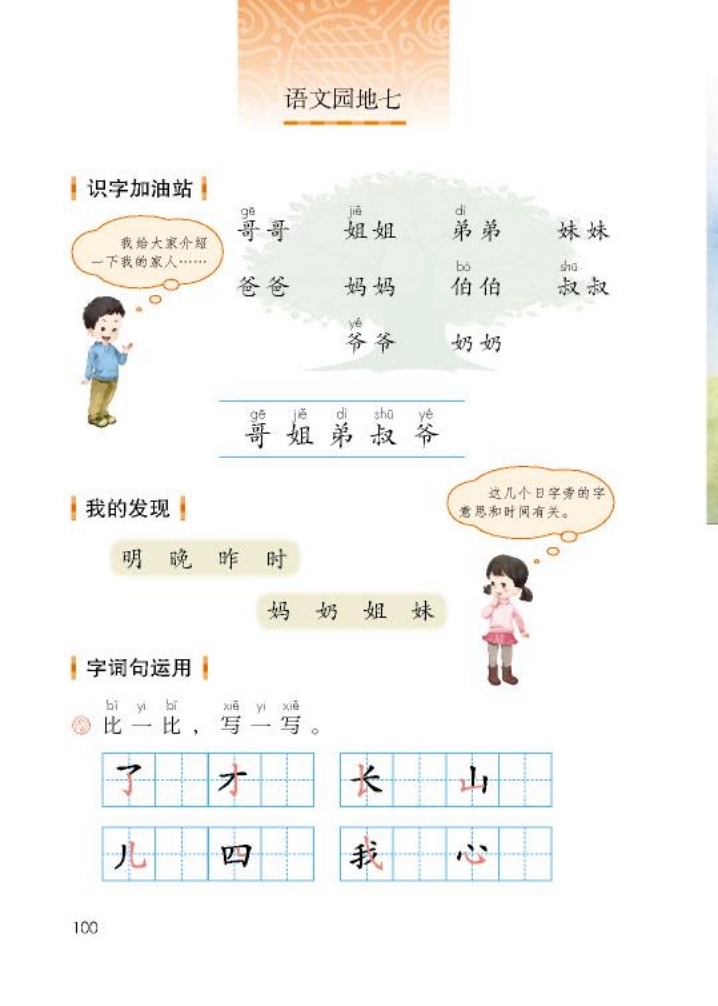 语文园地七
识字加油站
我给大家介绍
一下我的家人……
gē jiě dì
哥哥 姐姐 弟弟 妹妹
bó shū
爸爸 妈妈 伯伯 叔叔
yé
爷爷 奶奶
gē jiě dì shū yé
哥 姐 弟 叔 爷
我的发现
这几个日字旁的字
意思和时间有关。
明 晚 昨 时
妈 奶 姐 妹
字词句运用
bǐ yi bǐ xiě yi xiě
比一比，写一写。
了 才 长 山
儿 四 我 心
100